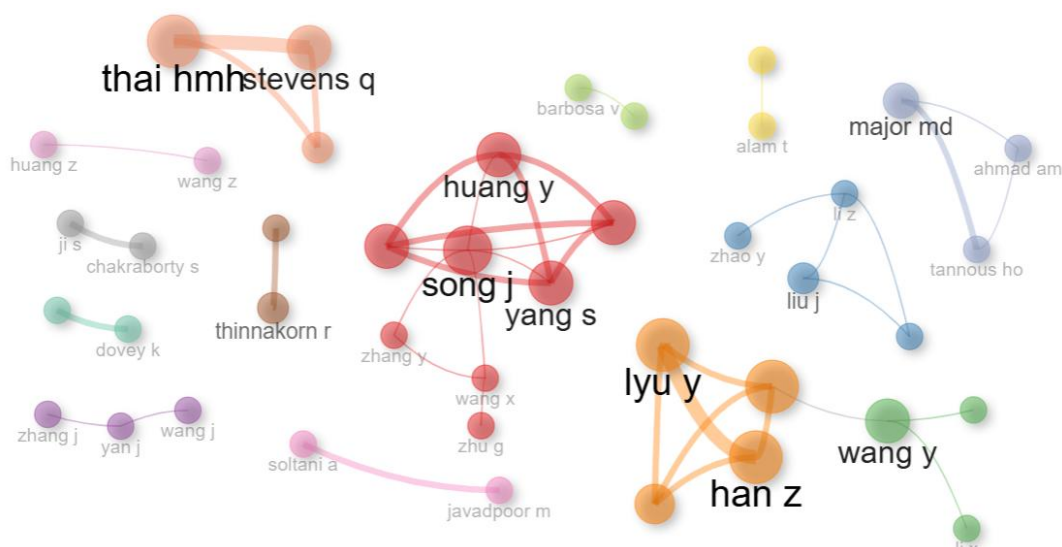 thai hmh
stevens q
barbosa v
alam t
major md
ahmad am
huang z
wang z
huang y
li z
ji s
chakraborty s
zhao y
tannous ho
song j
yang s
liu j
thinnakorn r
dovey k
zhang y
lyu y
wang x
zhang j
yan j
wang j
zhu g
wang y
soltani a
javadpoor m
han z